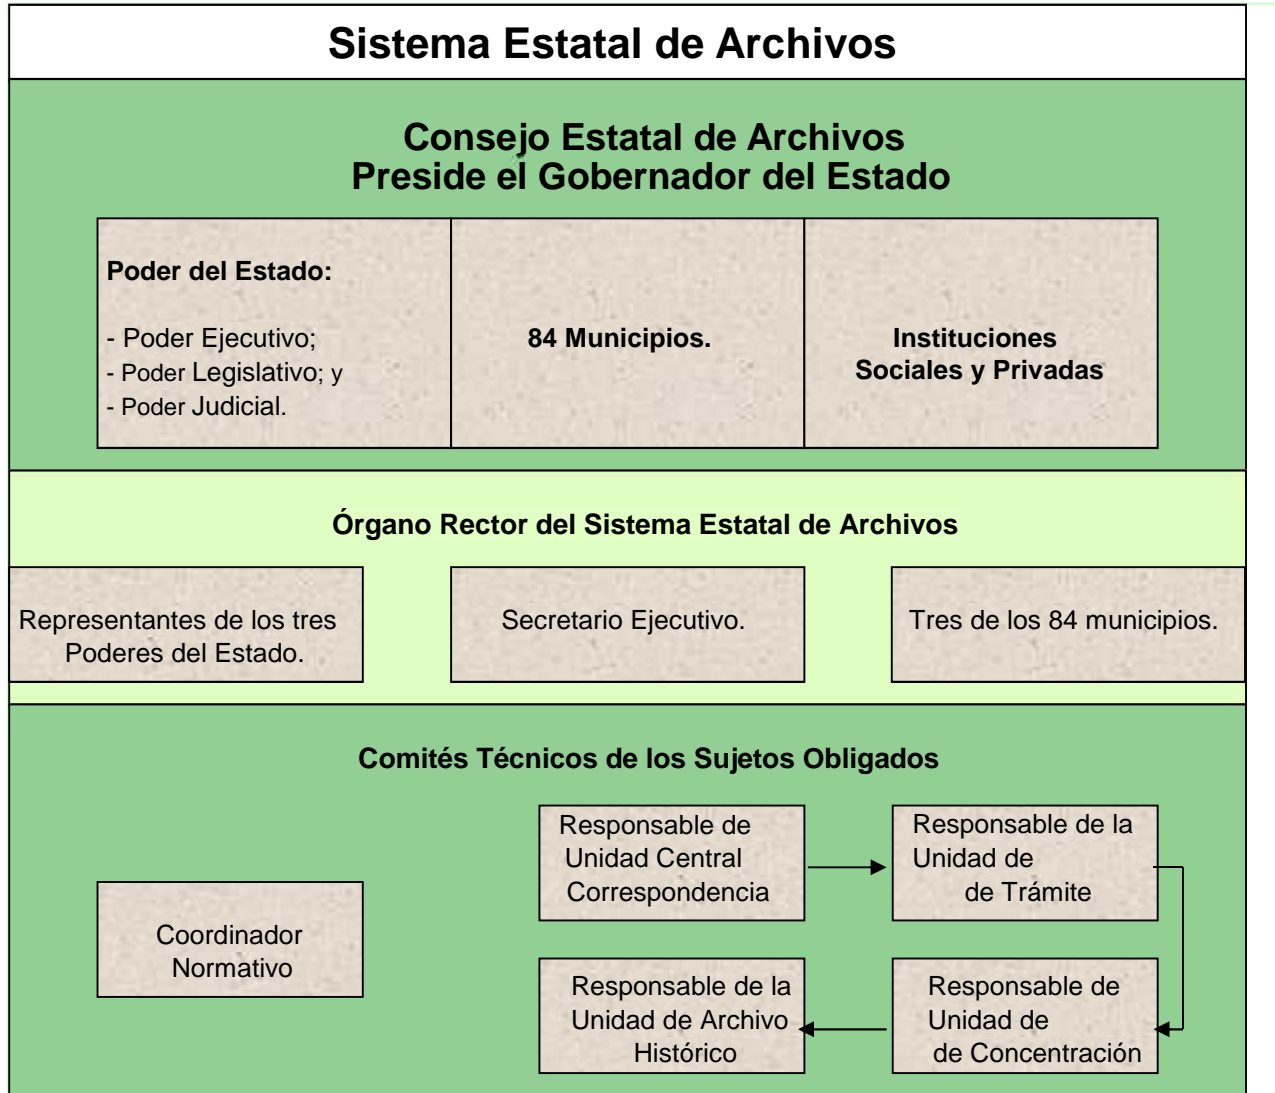 Sistema Estatal de Archivos
Consejo Estatal de Archivos
Preside el Gobernador del Estado
Poder del Estado:
- Poder Ejecutivo;
- Poder Legislativo; y
- Poder Judicial.
84 Municipios.
Instituciones
Sociales y Privadas
Órgano Rector del Sistema Estatal de Archivos
Representantes de los tres
Poderes del Estado.
Secretario Ejecutivo.
Tres de los 84 municipios.
Comités Técnicos de los Sujetos Obligados
Coordinador
Normativo
Responsable de
Unidad Central
Correspondencia
Responsable de la
Unidad de
de Trámite
Responsable de la
Unidad de Archivo
Histórico
Responsable de
Unidad de
de Concentración